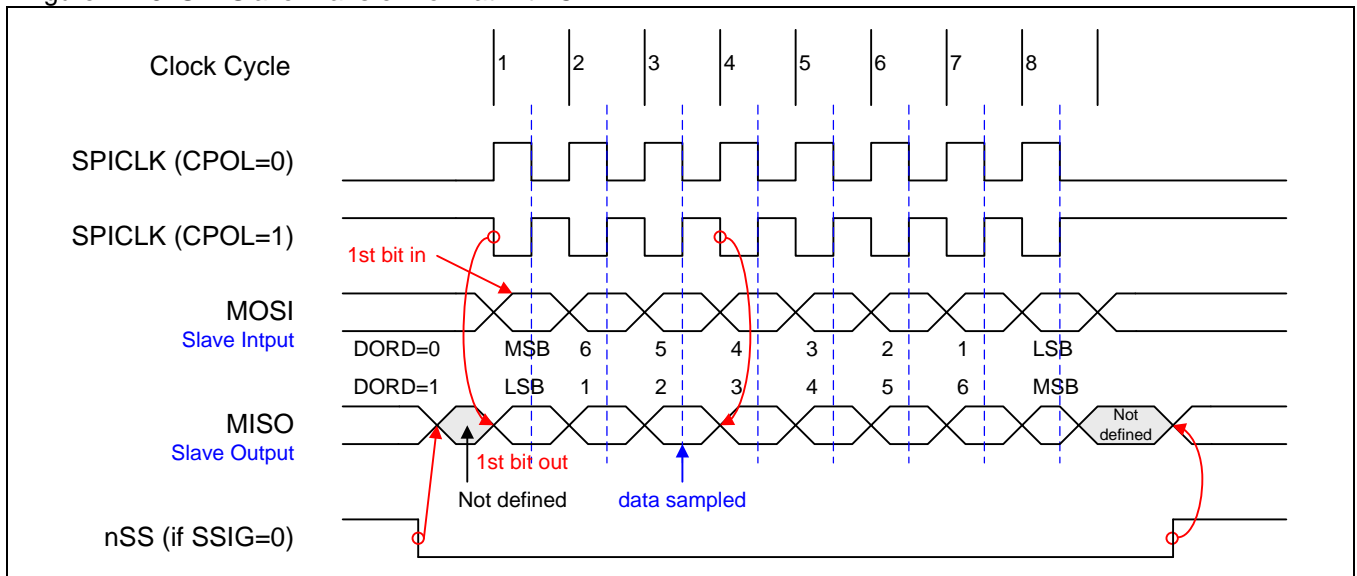 Clock Cycle
1 2 3 4 5 6 7 8
SPICLK (CPOL=0)
SPICLK (CPOL=1)
1st bit in
MOSI
Slave Intput
DORD=0 MSB 6 5 4 3 2 1 LSB
DORD=1 LSB 1 2 3 4 5 6 MSB
MISO
Slave Output
Not
defined
1st bit out
Not defined
data sampled
nSS (if SSIG=0)